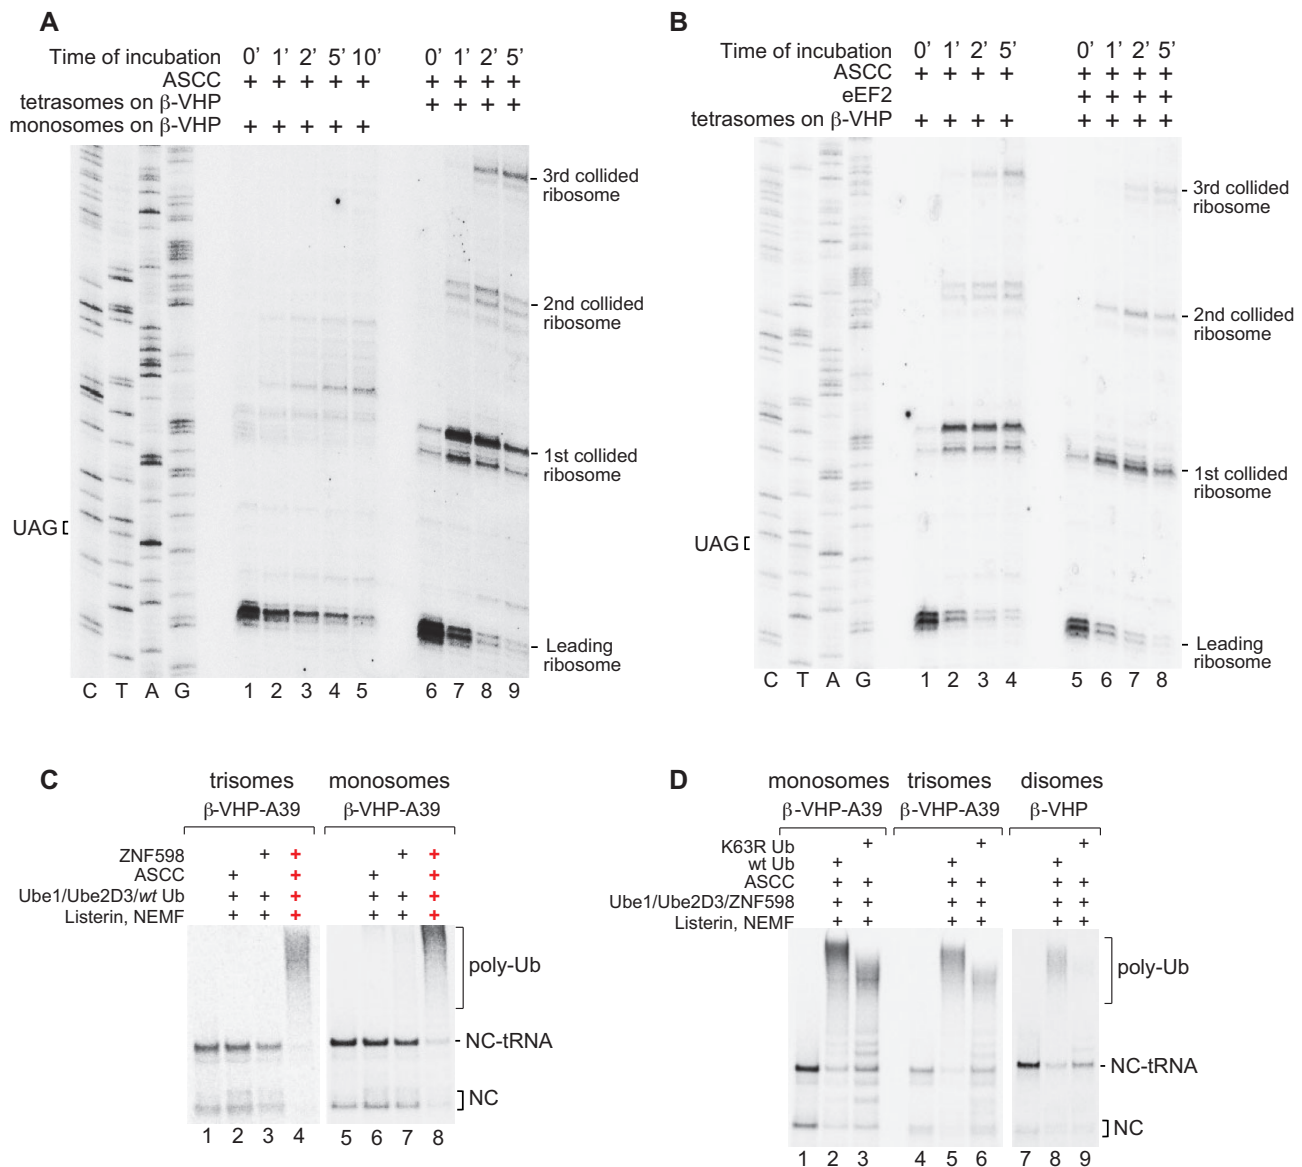 A
Time of incubation 0’ 1’ 2’ 5’ 10’ 0’ 1’ 2’ 5’
ASCC + + + + + + + + +
tetrasomes on β-VHP + + + +
monosomes on β-VHP + + + + +
3rd collided
ribosome
2nd collided
ribosome
1st collided
ribosome
UAG
Leading
ribosome
C T A G 1 2 3 4 5 6 7 8 9
B
Time of incubation 0’ 1’ 2’ 5’ 0’ 1’ 2’ 5’
ASCC + + + + + + + +
eEF2 + + + +
tetrasomes on β-VHP + + + + + + + +
3rd collided
ribosome
2nd collided
ribosome
1st collided
ribosome
UAG
Leading
ribosome
C T A G 1 2 3 4 5 6 7 8
C
trisomes monosomes
β-VHP-A39 β-VHP-A39
ZNF598 + + + +
ASCC + + + +
Ube1/Ube2D3/wt Ub + + + + + +
Listerin, NEMF + + + + + +
poly-Ub
NC-tRNA
NC
1 2 3 4 5 6 7 8
D
monosomes trisomes disomes
β-VHP-A39 β-VHP-A39 β-VHP
K63R Ub + + +
wt Ub + + +
ASCC + + + + + +
Ube1/Ube2D3/ZNF598 + + + + + +
Listerin, NEMF + + + + + +
poly-Ub
NC-tRNA
NC
1 2 3 4 5 6 7 8 9